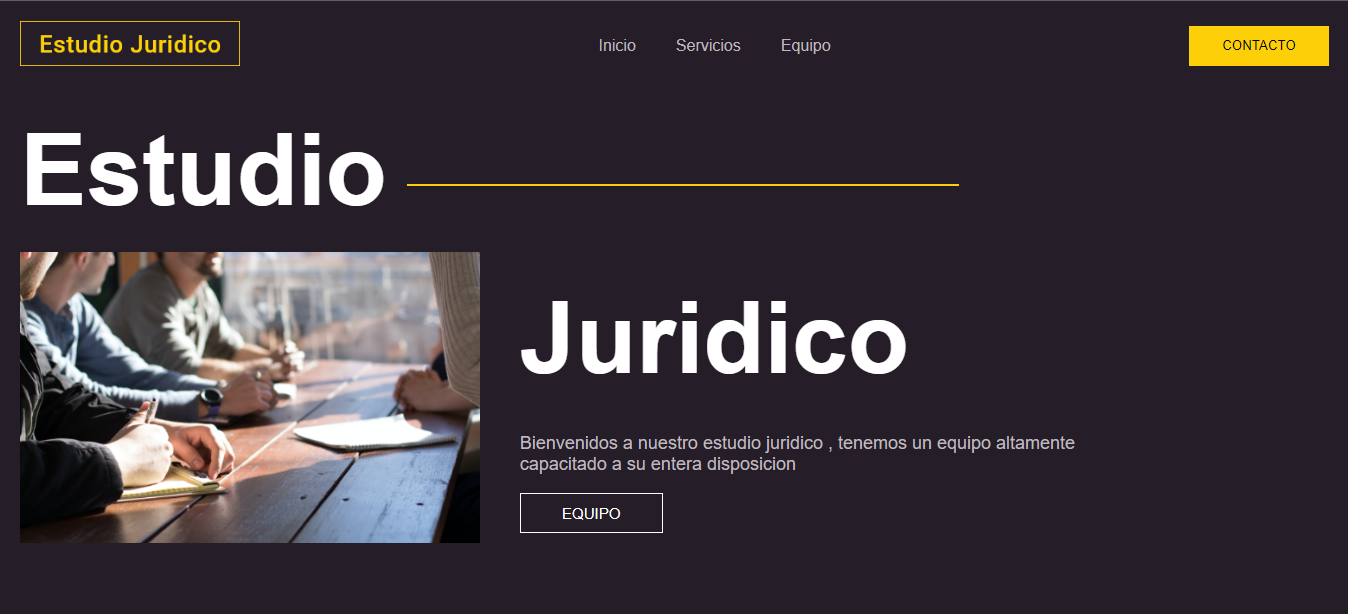 Estudio Juridico
Inicio Servicios Equipo
CONTACTO
Estudio
Juridico
Bienvenidos a nuestro estudio juridico , tenemos un equipo altamente
capacitado a su entera disposicion
EQUIPO